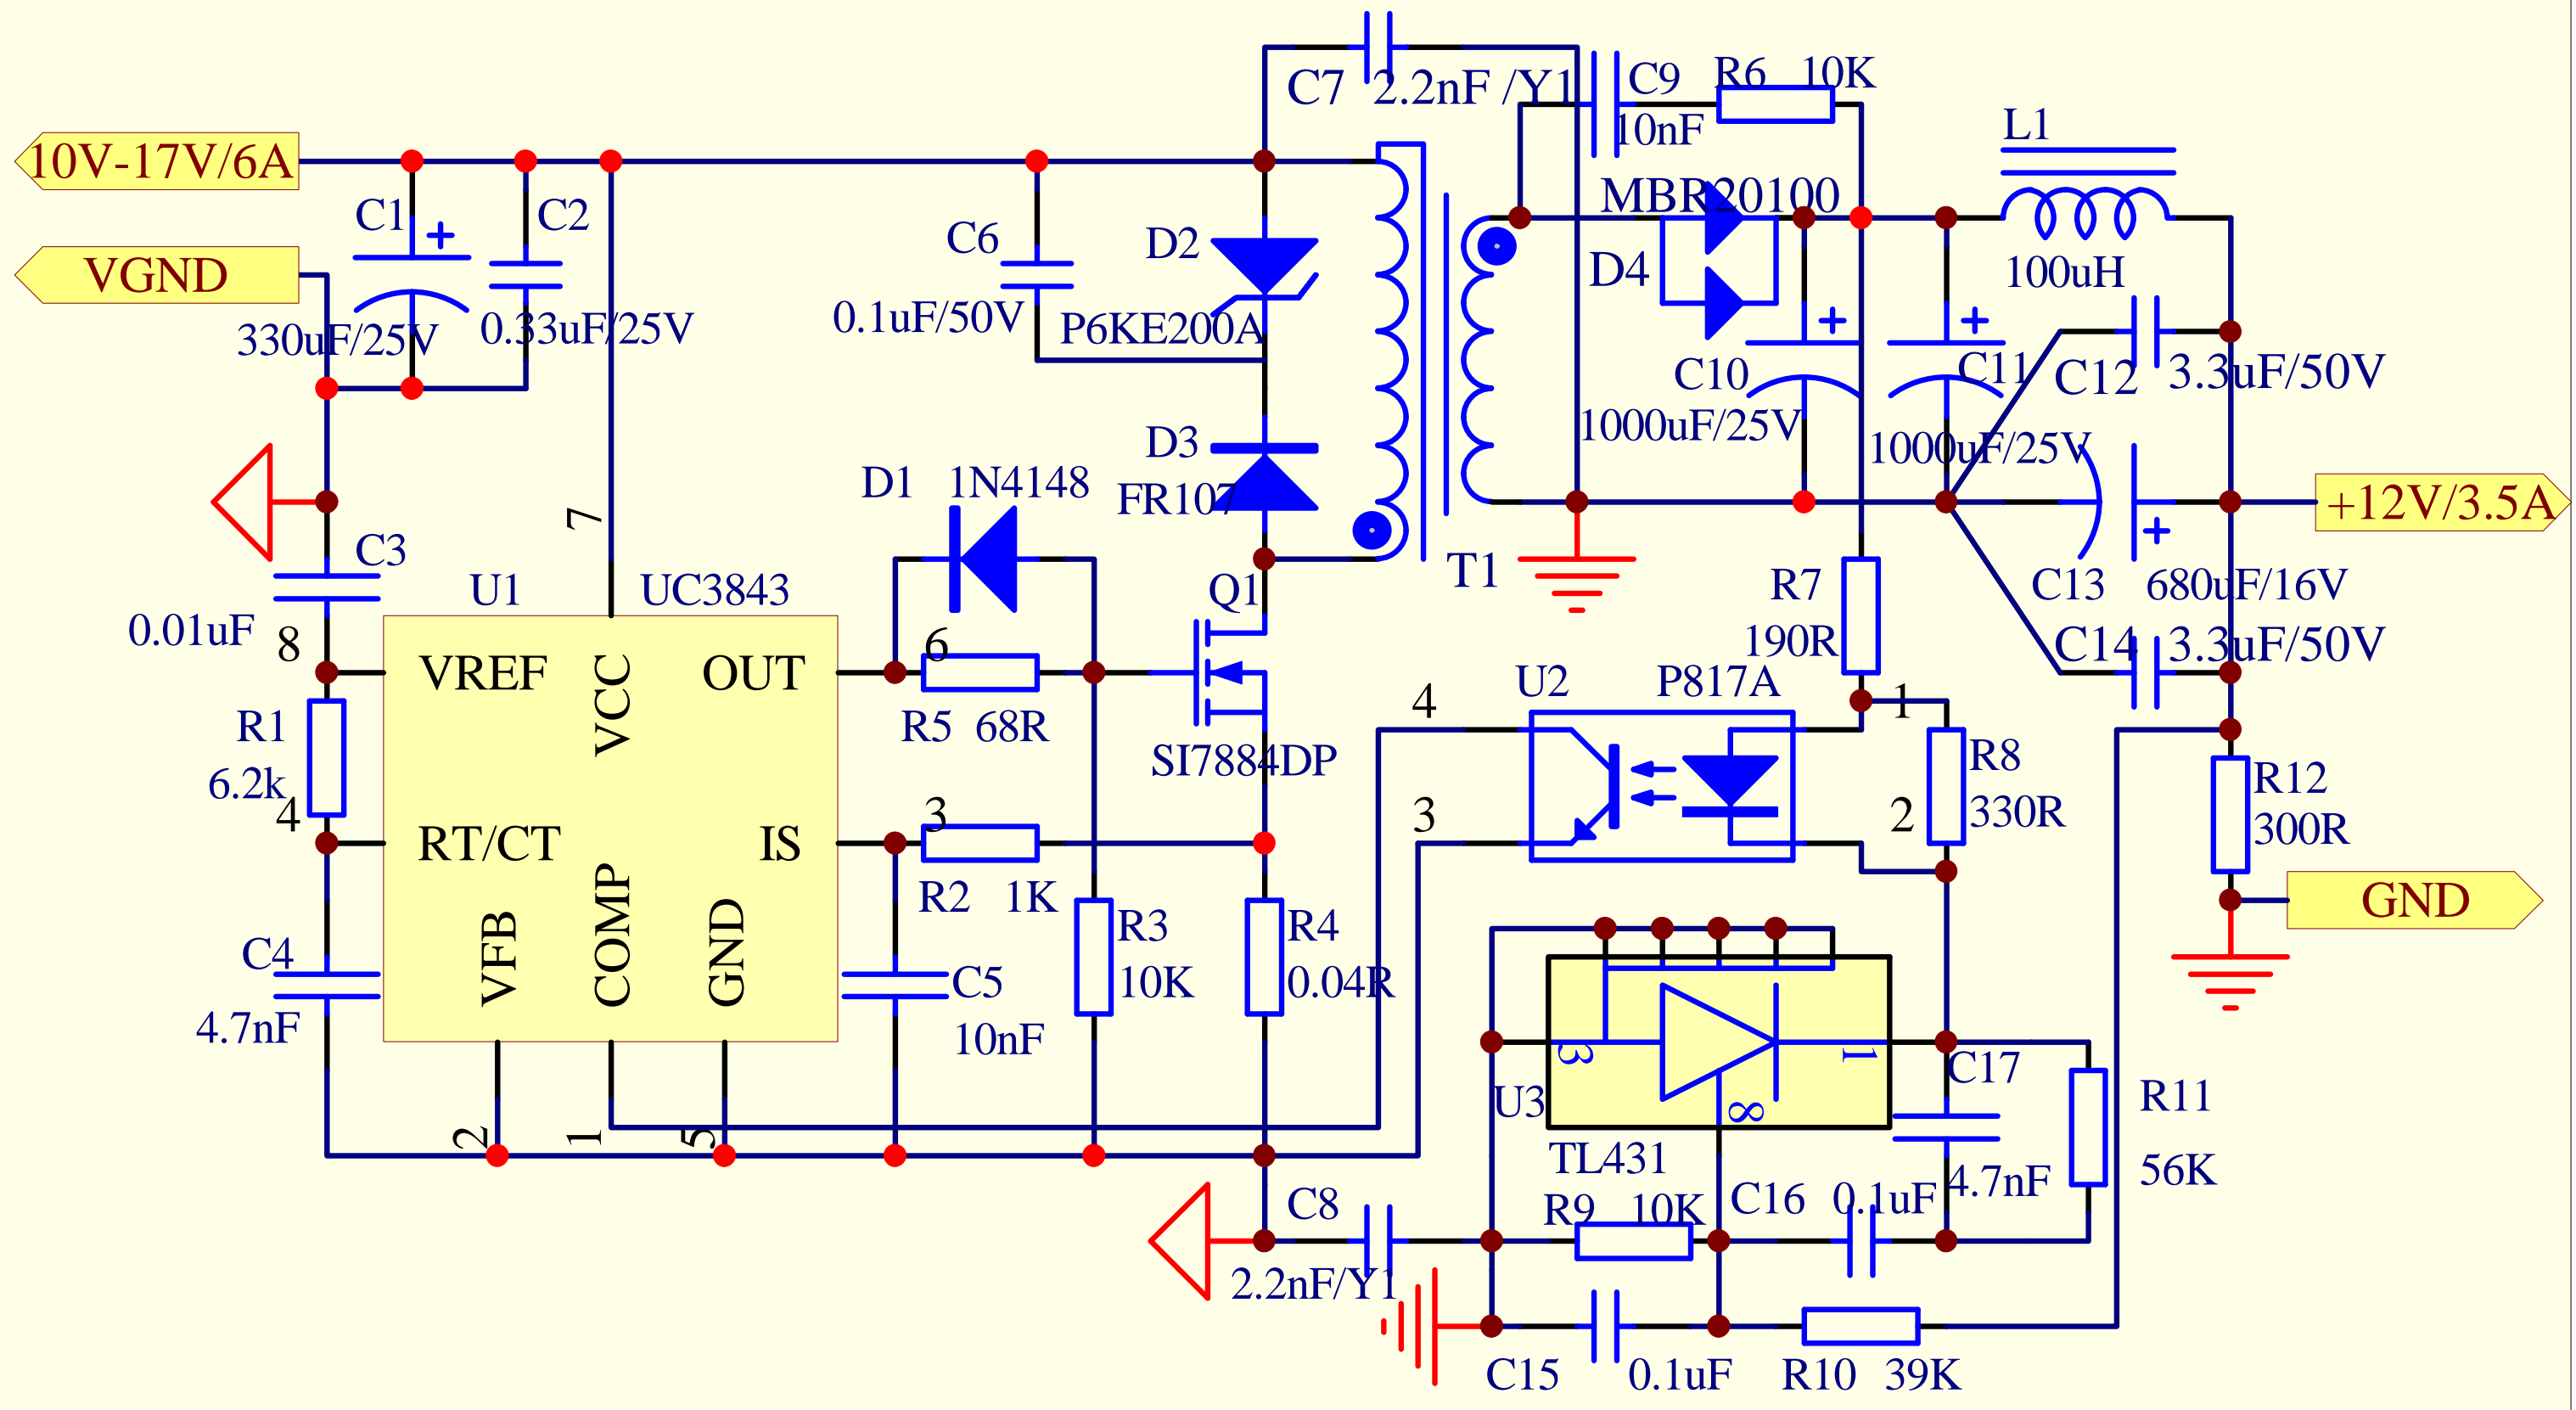 C7 2.2nF /Y1
C9
10nF
R6 10K
L1
100uH
10V-17V/6A
VGND
C1
330uF/25V
C2
0.33uF/25V
C6
0.1uF/50V
D2
P6KE200A
D3
FR107
T1
MBR20100
D4
C10
1000uF/25V
C11
1000uF/25V
C12 3.3uF/50V
+12V/3.5A
C13 680uF/16V
C14 3.3uF/50V
C3
0.01uF
D1 1N4148
7
U1 UC3843
Q1
SI7884DP
8
VREF
VCC
OUT
6
R5 68R
R1
6.2k
4
RT/CT
IS
3
R2 1K
VFB
COMP
GND
C4
4.7nF
C5
10nF
R3
10K
R4
0.04R
2
1
5
R7
190R
U2 P817A
4
3
1
2
R8
330R
R12
300R
GND
3
1
8
U3
TL431
C17
4.7nF
R11
56K
C8
2.2nF/Y1
R9 10K
C16 0.1uF
C15 0.1uF
R10 39K